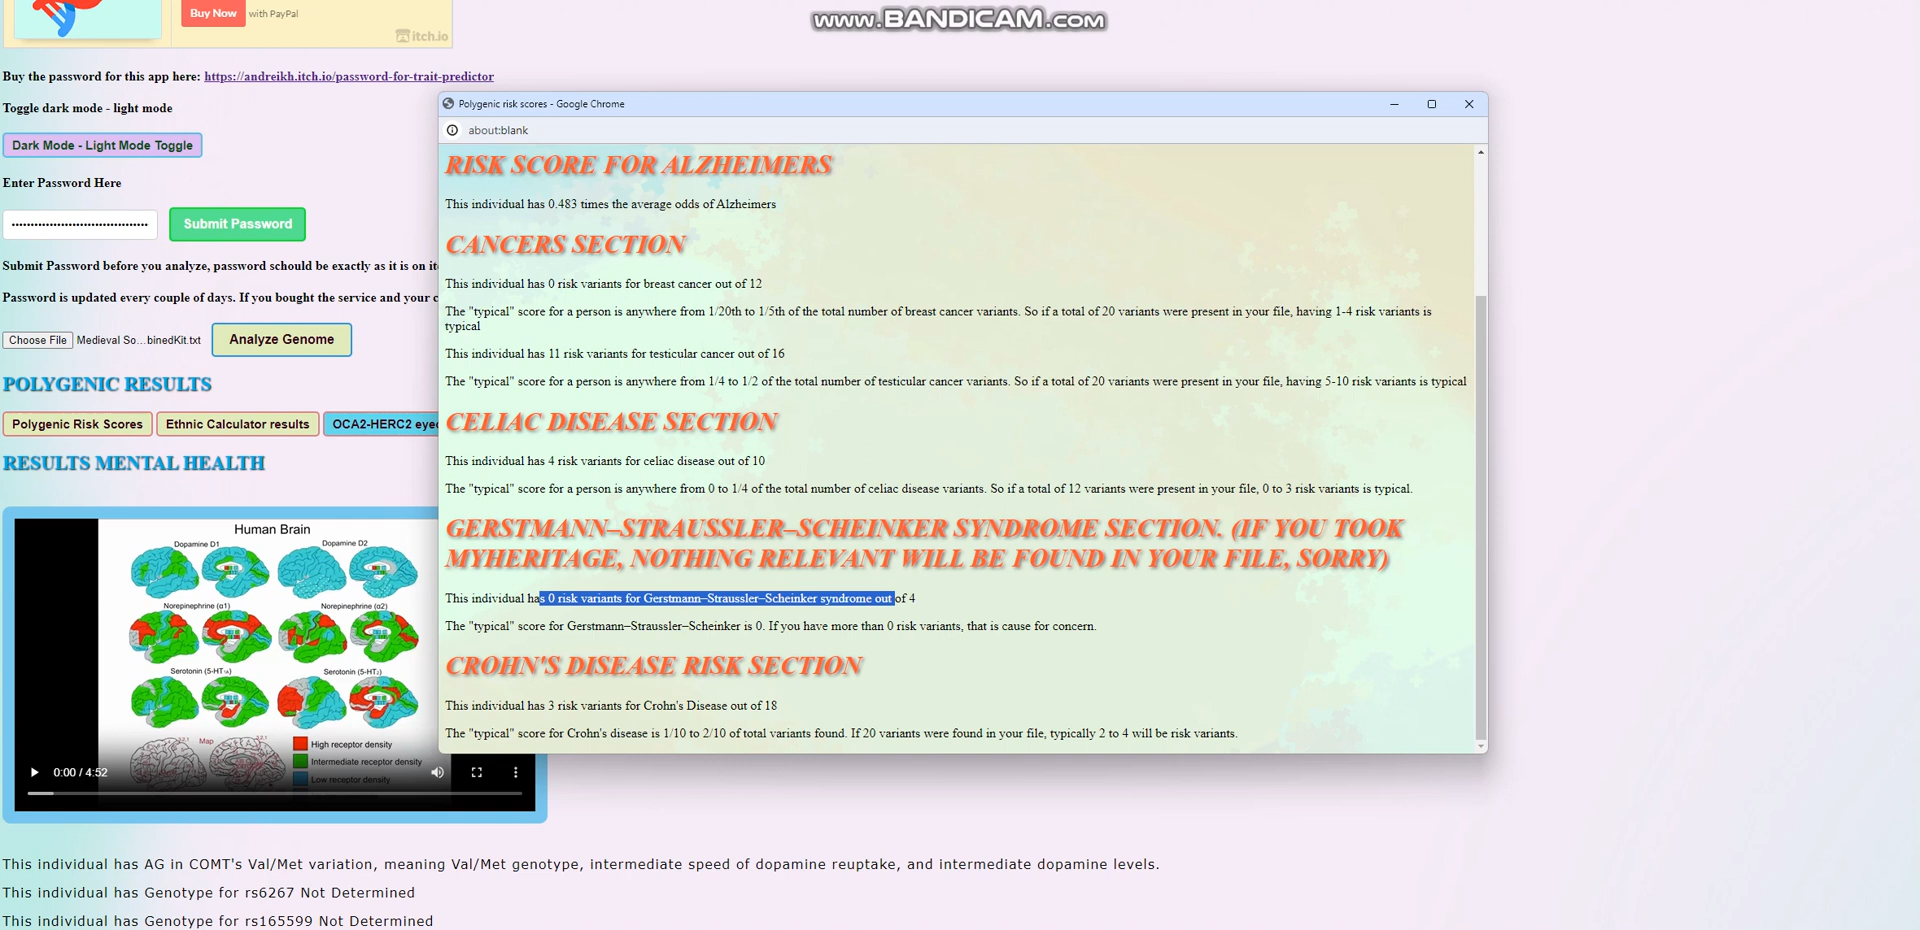 www.BANDICAM.com
Buy Now with PayPal
itch.io
Buy the password for this app here: https://andreikh.itch.io/password-for-trait-predictor
Toggle dark mode - light mode
Dark Mode - Light Mode Toggle
Enter Password Here
Submit Password
Submit Password before you analyze, password schould be exactly as it is on it
Password is updated every couple of days. If you bought the service and your c
Choose File Medieval So...binedKit.txt Analyze Genome
POLYGENIC RESULTS
Polygenic Risk Scores Ethnic Calculator results OCA2-HERC2 eyec
RESULTS MENTAL HEALTH
Human Brain
Dopamine D1 Dopamine D2
Norepinephrine (α1) Norepinephrine (α2)
Serotonin (5-HT₁ₐ) Serotonin (5-HT₂)
Map
High receptor density
Intermediate receptor density
Low receptor density
0:00 / 4:52
Polygenic risk scores - Google Chrome
about:blank
RISK SCORE FOR ALZHEIMERS
This individual has 0.483 times the average odds of Alzheimers
CANCERS SECTION
This individual has 0 risk variants for breast cancer out of 12
The "typical" score for a person is anywhere from 1/20th to 1/5th of the total number of breast cancer variants. So if a total of 20 variants were present in your file, having 1-4 risk variants is
typical
This individual has 11 risk variants for testicular cancer out of 16
The "typical" score for a person is anywhere from 1/4 to 1/2 of the total number of testicular cancer variants. So if a total of 20 variants were present in your file, having 5-10 risk variants is typical
CELIAC DISEASE SECTION
This individual has 4 risk variants for celiac disease out of 10
The "typical" score for a person is anywhere from 0 to 1/4 of the total number of celiac disease variants. So if a total of 12 variants were present in your file, 0 to 3 risk variants is typical.
GERSTMANN–STRAUSSLER–SCHEINKER SYNDROME SECTION. (IF YOU TOOK
MYHERITAGE, NOTHING RELEVANT WILL BE FOUND IN YOUR FILE, SORRY)
This individual has 0 risk variants for Gerstmann–Straussler–Scheinker syndrome out of 4
The "typical" score for Gerstmann–Straussler–Scheinker is 0. If you have more than 0 risk variants, that is cause for concern.
CROHN'S DISEASE RISK SECTION
This individual has 3 risk variants for Crohn's Disease out of 18
The "typical" score for Crohn's disease is 1/10 to 2/10 of total variants found. If 20 variants were found in your file, typically 2 to 4 will be risk variants.
This individual has AG in COMT's Val/Met variation, meaning Val/Met genotype, intermediate speed of dopamine reuptake, and intermediate dopamine levels.
This individual has Genotype for rs6267 Not Determined
This individual has Genotype for rs165599 Not Determined